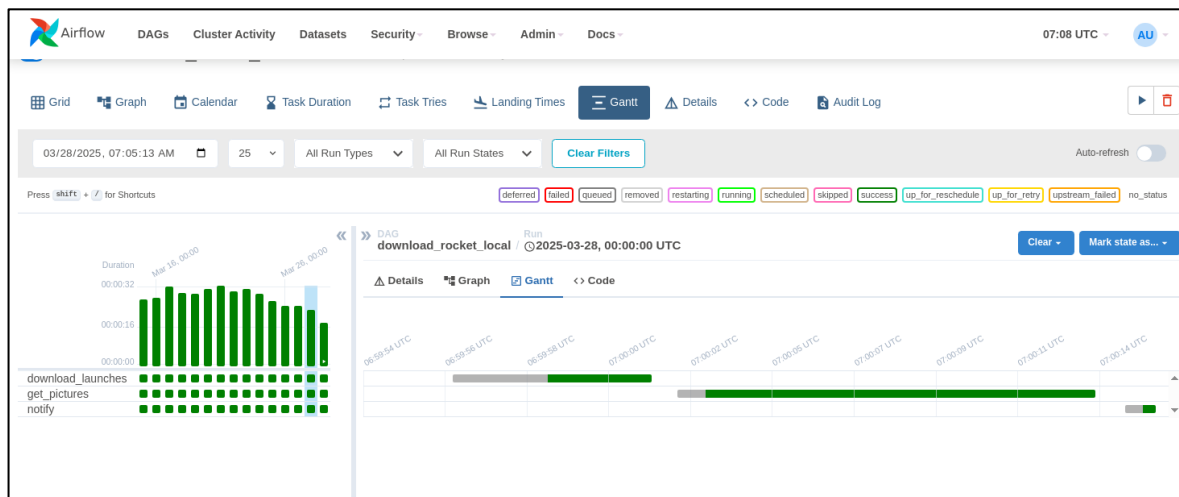 Airflow DAGs Cluster Activity Datasets Security Browse Admin Docs 07:08 UTC AU
Grid Graph Calendar Task Duration Task Tries Landing Times Gantt Details Code Audit Log
03/28/2025, 07:05:13 AM 25 All Run Types All Run States Clear Filters Auto-refresh
Press shift + / for Shortcuts deferred failed queued removed restarting running scheduled skipped success up_for_reschedule up_for_retry upstream_failed no_status
DAG Run
download_rocket_local / 2025-03-28, 00:00:00 UTC Clear Mark state as...
Details Graph Gantt Code
Duration Mar 16, 00:00 Mar 26, 00:00
00:00:32
00:00:16
00:00:00
06:59:54 UTC 06:59:56 UTC 06:59:58 UTC 07:00:00 UTC 07:00:02 UTC 07:00:05 UTC 07:00:07 UTC 07:00:09 UTC 07:00:11 UTC 07:00:14 UTC
download_launches
get_pictures
notify